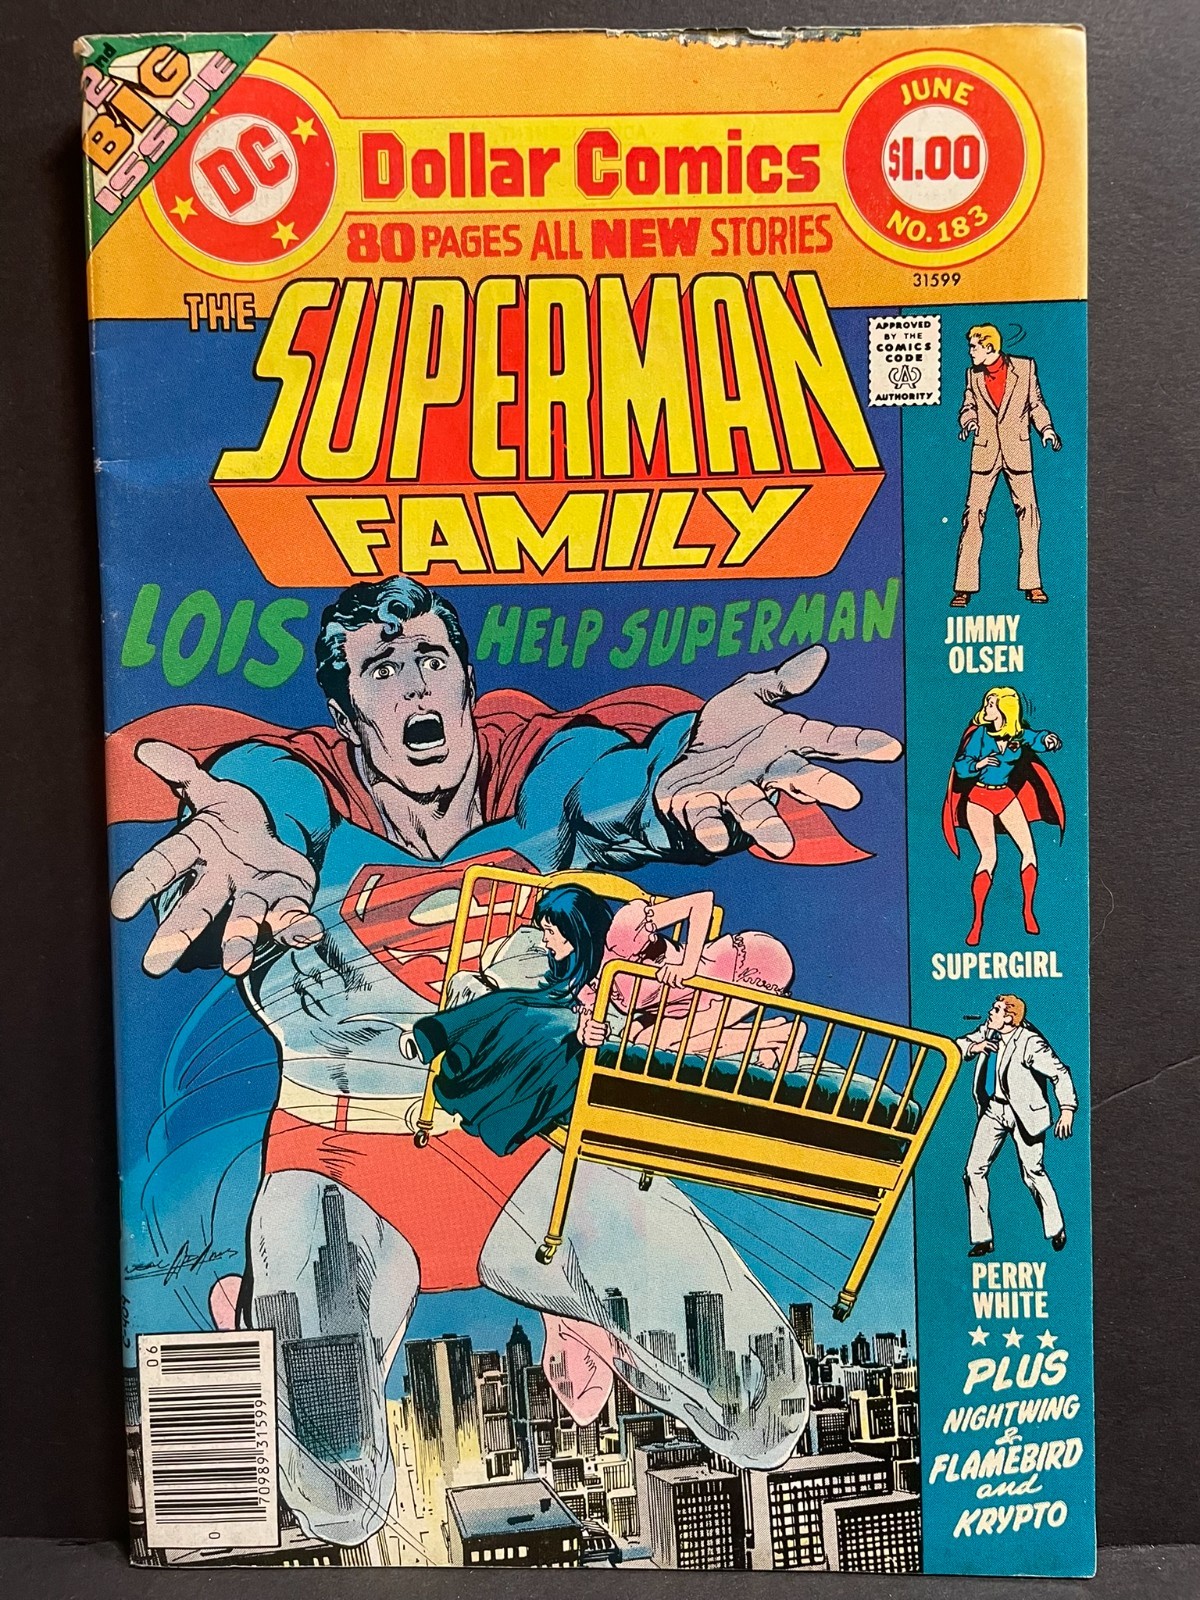 2nd
BIG
ISSUE
DC
Dollar Comics
JUNE
$1.00
NO. 183
80 PAGES ALL NEW STORIES
31599
THE SUPERMAN
FAMILY
APPROVED
BY THE
COMICS
CODE
AUTHORITY
LOIS HELP SUPERMAN
JIMMY
OLSEN
SUPERGIRL
PERRY
WHITE
PLUS
NIGHTWING
&
FLAMEBIRD
and
KRYPTO
Neal Adams
06
70989 31599
0